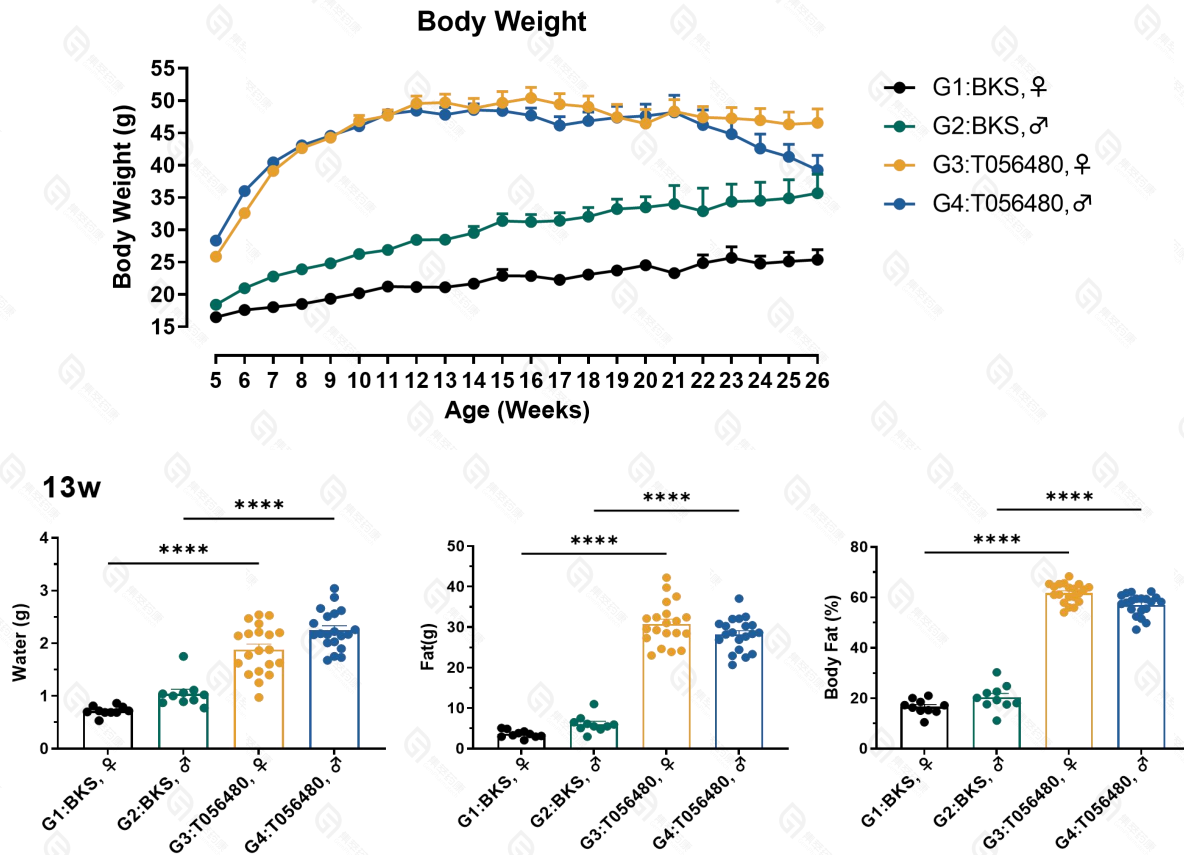 Body Weight
Body Weight (g)
55
50
45
40
35
30
25
20
15
5 6 7 8 9 10 11 12 13 14 15 16 17 18 19 20 21 22 23 24 25 26
Age (Weeks)
G1:BKS,♀
G2:BKS,♂
G3:T056480,♀
G4:T056480,♂
13w
Water (g)
4
3
2
1
0
****
****
G1:BKS, ♀
G2:BKS, ♂
G3:T056480, ♀
G4:T056480, ♂
Fat(g)
50
40
30
20
10
0
****
****
G1:BKS, ♀
G2:BKS, ♂
G3:T056480, ♀
G4:T056480, ♂
Body Fat (%)
80
60
40
20
0
****
****
G1:BKS, ♀
G2:BKS, ♂
G3:T056480, ♀
G4:T056480, ♂